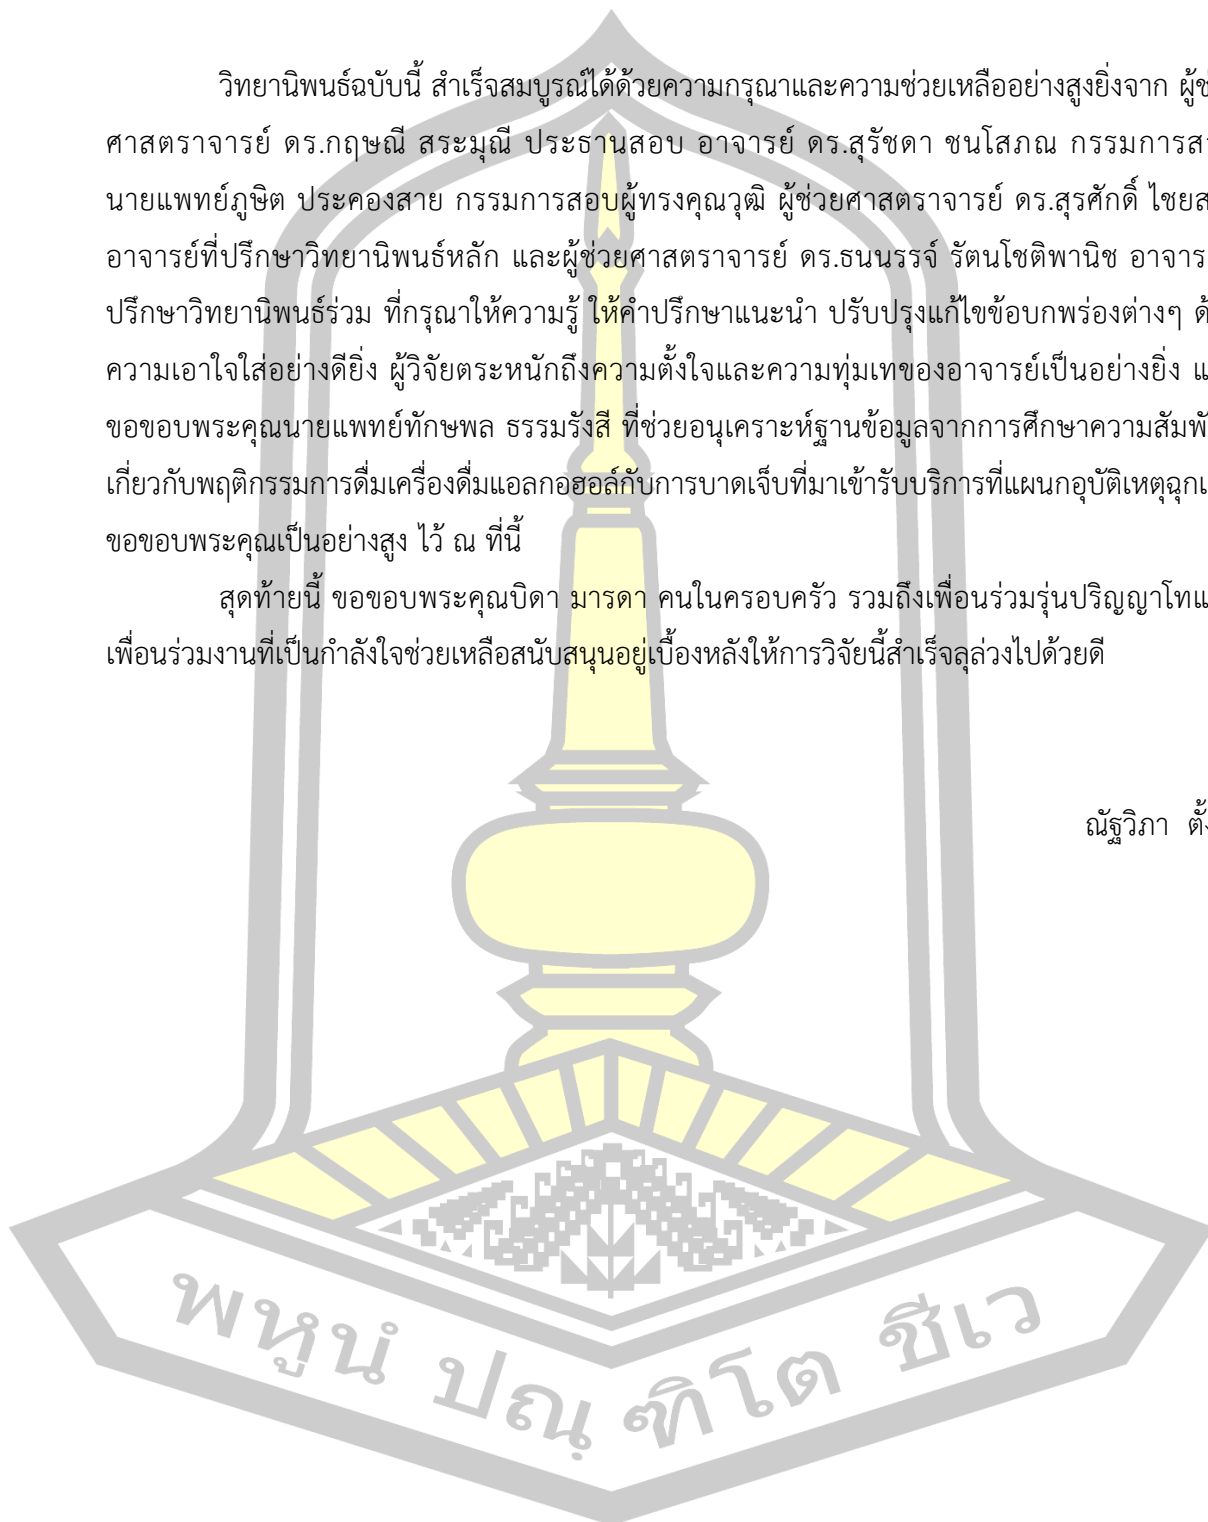 วิทยานิพนธ์ฉบับนี้ สำเร็จสมบูรณ์ได้ด้วยความกรุณาและความช่วยเหลืออย่างสูงยิ่งจาก
ศาสตราจารย์ ดร.กฤษณี สระมุณี ประธานสอบ อาจารย์ ดร.สุรัชดา ชนโสภณ
นายแพทย์ภูษิต ประคองสาย กรรมการสอบผู้ทรงคุณวุฒิ ผู้ช่วยศาสตราจารย์ ดร.สุรศักดิ์
อาจารย์ที่ปรึกษาวิทยานิพนธ์หลัก และผู้ช่วยศาสตราจารย์ ดร.ธนนรรจ์ รัตนโชติพานิช
ปรึกษาวิทยานิพนธ์ร่วม ที่กรุณาให้ความรู้ ให้คำปรึกษาแนะนำ ปรับปรุงแก้ไขข้อบกพร่องต่างๆ
ความเอาใจใส่อย่างดียิ่ง ผู้วิจัยตระหนักถึงความตั้งใจและความทุ่มเทของอาจารย์เป็นอย่างยิ่ง
ขอขอบพระคุณนายแพทย์ทักษพล ธรรมรังสี ที่ช่วยอนุเคราะห์ฐานข้อมูลจากการศึกษา
เกี่ยวกับพฤติกรรมการดื่มเครื่องดื่มแอลกอฮอล์กับการบาดเจ็บที่มาเข้ารับบริการที่แผนกอุบัติเหตุ
ขอขอบพระคุณเป็นอย่างสูง ไว้ ณ ที่นี้
สุดท้ายนี้ ขอขอบพระคุณบิดา มารดา คนในครอบครัว รวมถึงเพื่อนร่วมรุ่นปริญญาโท
เพื่อนร่วมงานที่เป็นกำลังใจช่วยเหลือสนับสนุนอยู่เบื้องหลังให้การวิจัยนี้สำเร็จลุล่วงไปด้วยดี
ณัฐวิภา
พหูนํ ปณฺฑิโต ชีเว